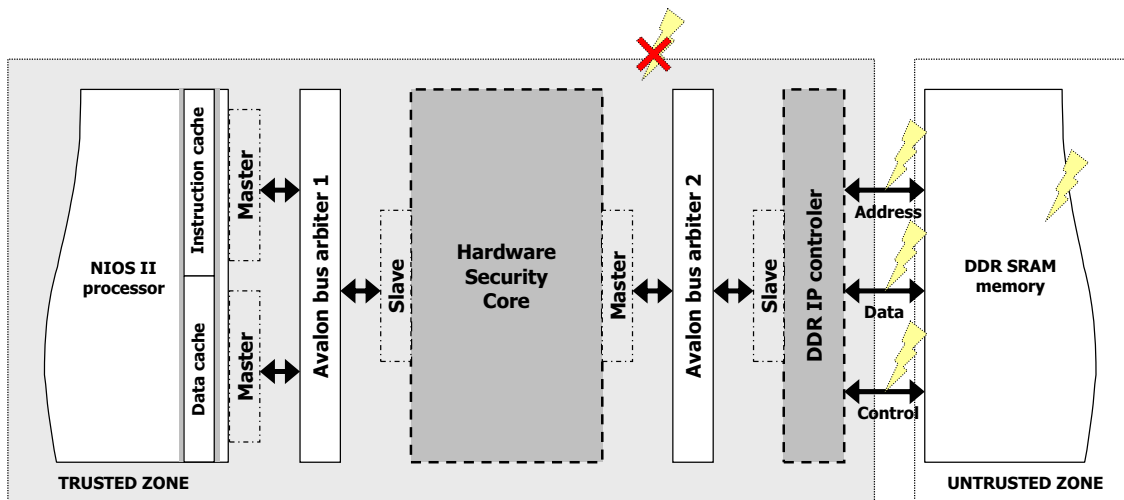 NIOS II
processor
Instruction cache
Data cache
Master
Master
Avalon bus arbiter 1
Slave
Hardware
Security
Core
Master
Avalon bus arbiter 2
Slave
DDR IP controler
Address
Data
Control
DDR SRAM
memory
TRUSTED ZONE
UNTRUSTED ZONE